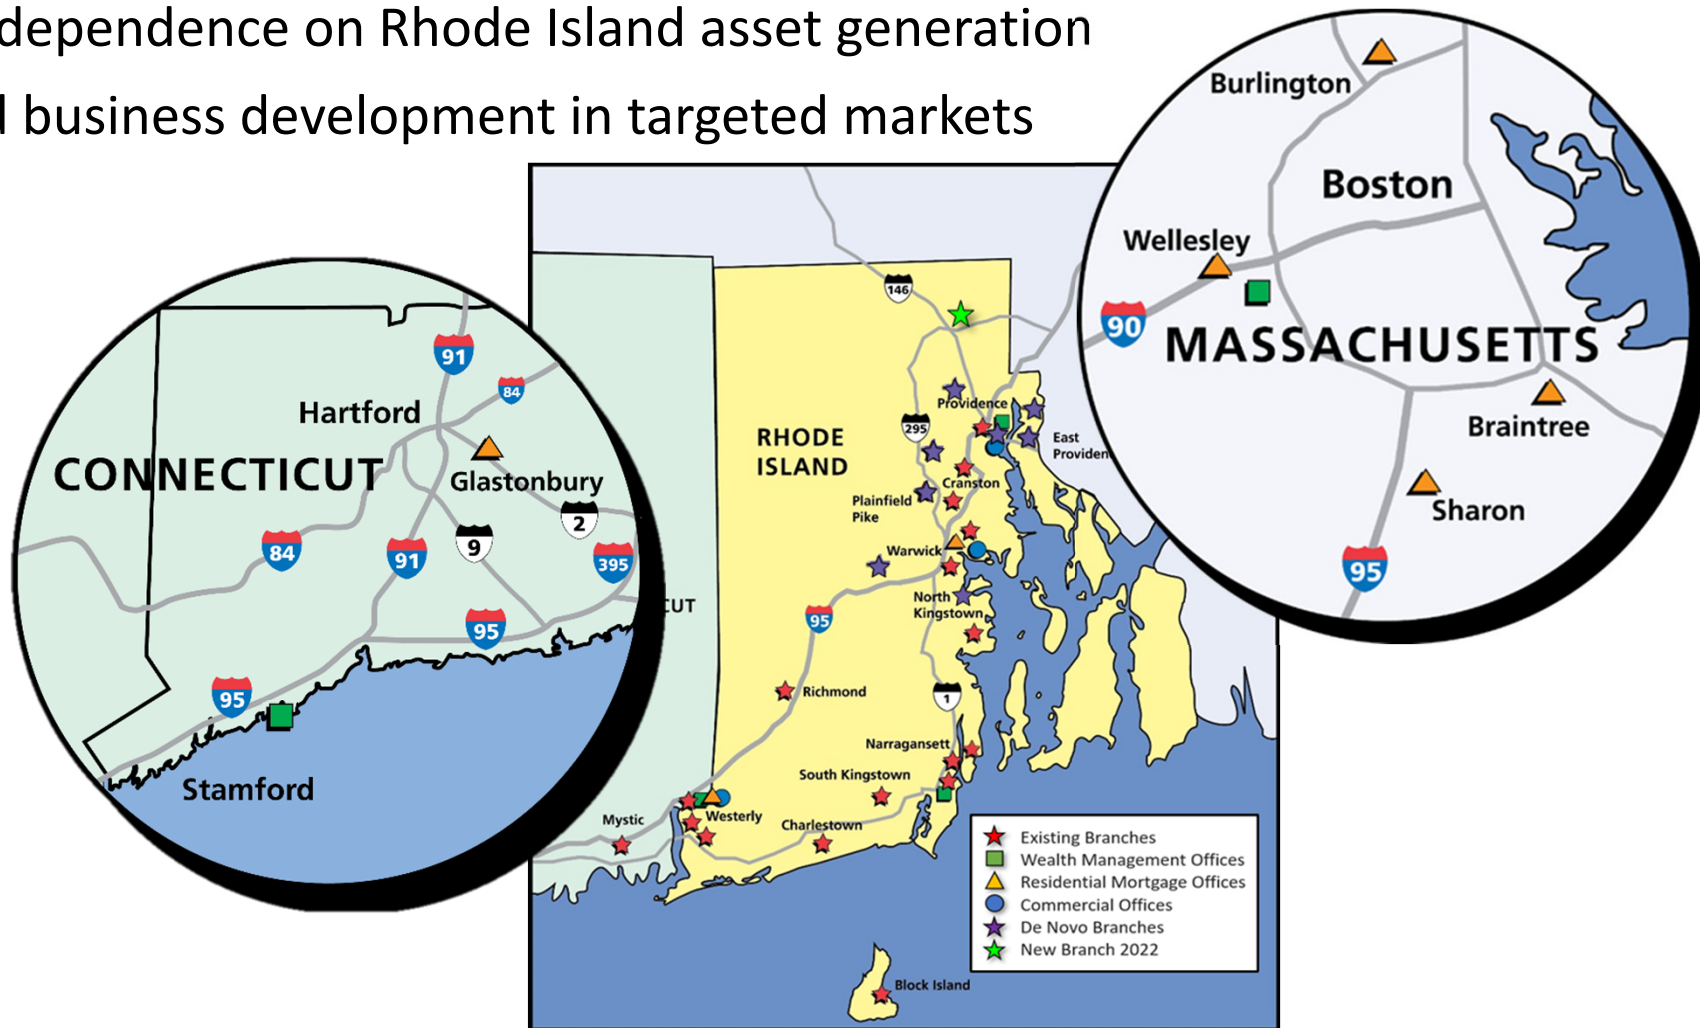 dependence on Rhode Island asset generation
business development in targeted markets
Burlington
Boston
Wellesley
90
MASSACHUSETTS
Braintree
Sharon
95
146
91
84
Hartford
CONNECTICUT
Glastonbury
2
9
84
91
395
95
95
Stamford
295
Providence
RHODE
ISLAND
East
Providen
Cranston
Plainfield
Pike
Warwick
North
Kingstown
CUT
95
Richmond
1
Narragansett
South Kingstown
Mystic
Westerly
Charlestown
Existing Branches
Wealth Management Offices
Residential Mortgage Offices
Commercial Offices
De Novo Branches
New Branch 2022
Block Island